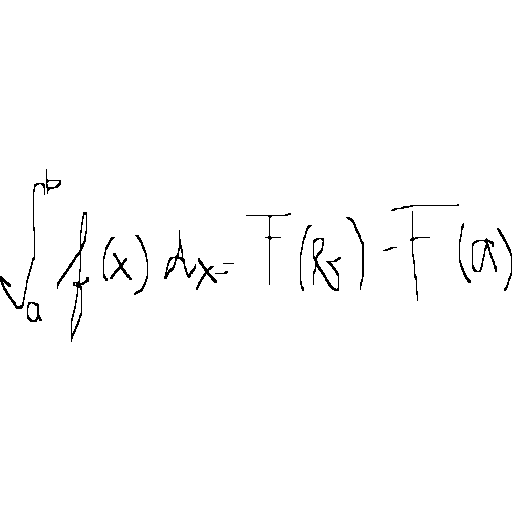 ∫_a^b f(x) dx = F(b) - F(a)